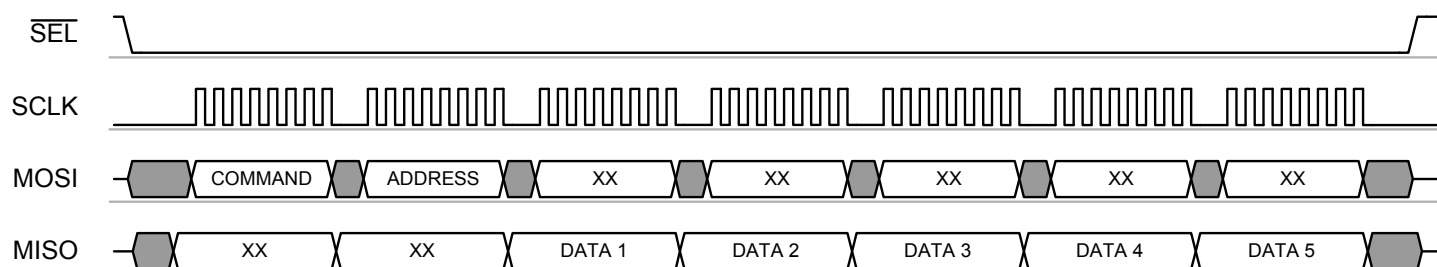 SEL
SCLK
MOSI COMMAND ADDRESS XX XX XX XX XX
MISO XX XX DATA 1 DATA 2 DATA 3 DATA 4 DATA 5